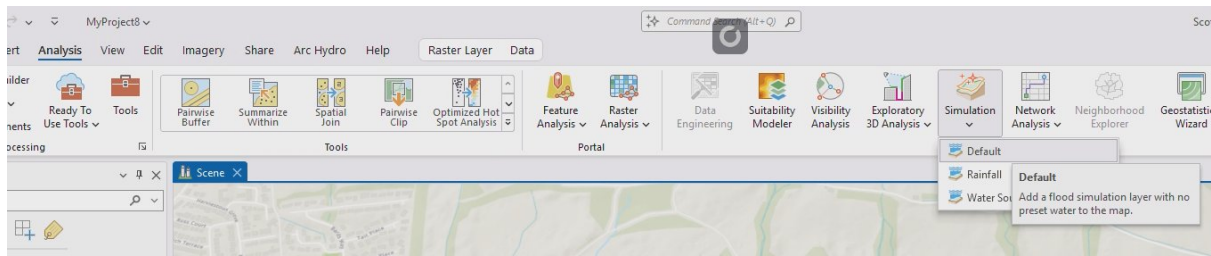 MyProject8
Command Search (Alt+Q)
Sco
ert Analysis View Edit Imagery Share Arc Hydro Help Raster Layer Data
uilder
nents
Ready To
Use Tools
Tools
Pairwise
Buffer
Summarize
Within
Spatial
Join
Pairwise
Clip
Optimized Hot
Spot Analysis
Feature
Analysis
Raster
Analysis
Data
Engineering
Suitability
Modeler
Visibility
Analysis
Exploratory
3D Analysis
Simulation
Network
Analysis
Neighborhood
Explorer
Geostatistic
Wizard
ocessing
Tools
Portal
Scene
Default
Rainfall
Water Sou
Default
Add a flood simulation layer with no
preset water to the map.